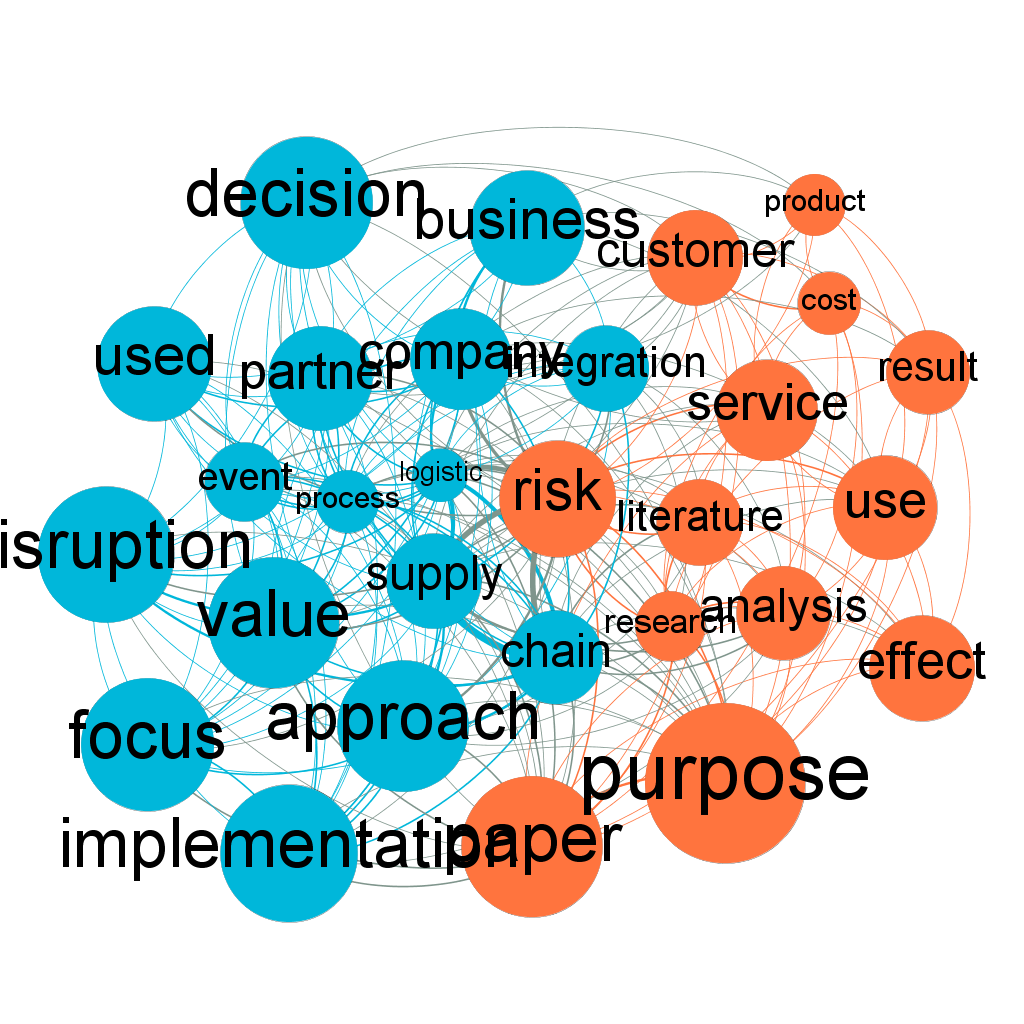 decision
business
product
customer
cost
used
partner
company
integration
result
service
event
process
logistic
risk
literature
use
isruption
value
supply
chain
research
analysis
effect
focus
approach
purpose
implementation
paper